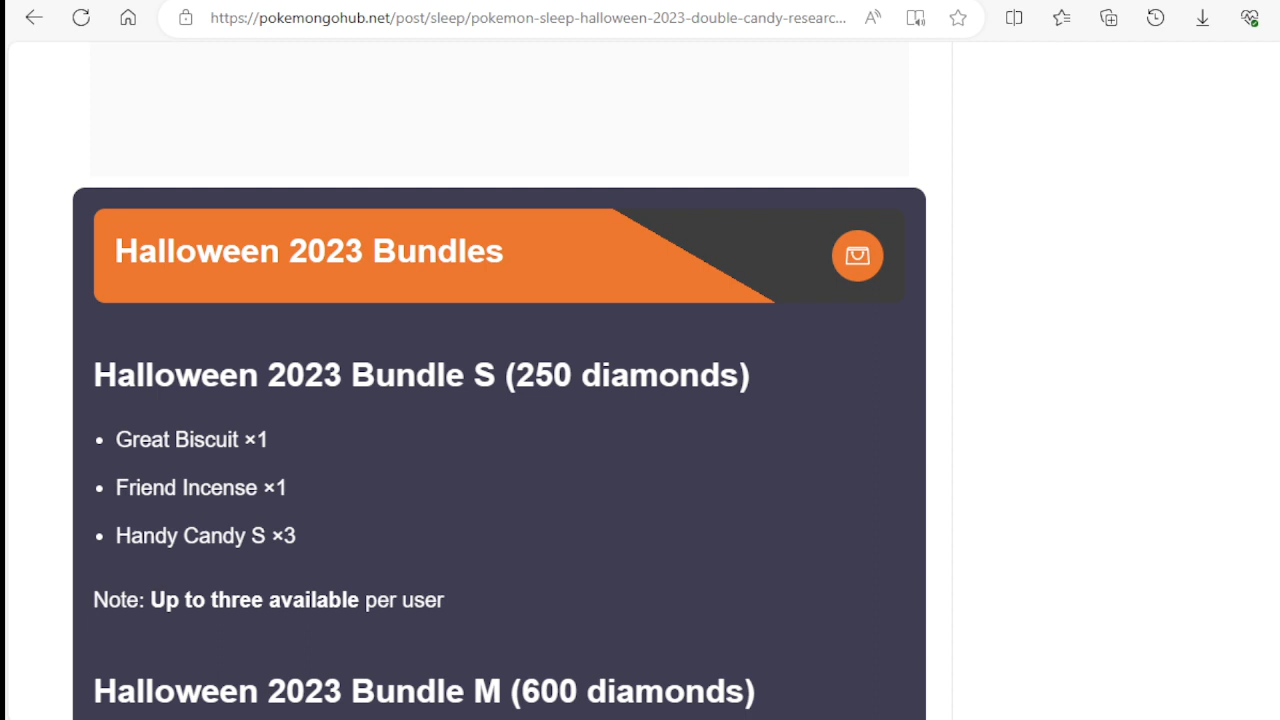 https://pokemongohub.net/post/sleep/pokemon-sleep-halloween-2023-double-candy-researc...
Halloween 2023 Bundles
Halloween 2023 Bundle S (250 diamonds)
• Great Biscuit ×1
• Friend Incense ×1
• Handy Candy S ×3
Note: Up to three available per user
Halloween 2023 Bundle M (600 diamonds)